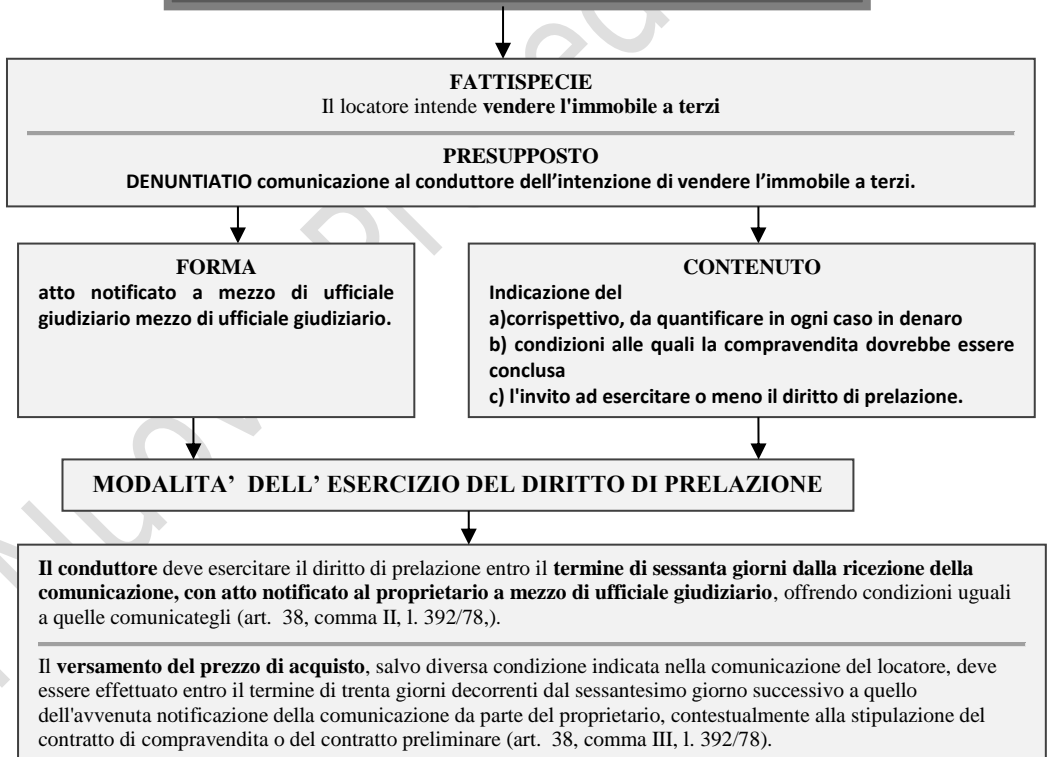 FATTISPECIE
Il locatore intende vendere l'immobile a terzi
PRESUPPOSTO
DENUNTIATIO comunicazione al conduttore dell’intenzione di vendere l’immobile a terzi.
FORMA
atto notificato a mezzo di ufficiale
giudiziario mezzo di ufficiale giudiziario.
CONTENUTO
Indicazione del
a)corrispettivo, da quantificare in ogni caso in denaro
b) condizioni alle quali la compravendita dovrebbe essere
conclusa
c) l'invito ad esercitare o meno il diritto di prelazione.
MODALITA’ DELL’ ESERCIZIO DEL DIRITTO DI PRELAZIONE
Il conduttore deve esercitare il diritto di prelazione entro il termine di sessanta giorni dalla ricezione della
comunicazione, con atto notificato al proprietario a mezzo di ufficiale giudiziario, offrendo condizioni uguali
a quelle comunicategli (art. 38, comma II, l. 392/78,).
Il versamento del prezzo di acquisto, salvo diversa condizione indicata nella comunicazione del locatore, deve
essere effettuato entro il termine di trenta giorni decorrenti dal sessantesimo giorno successivo a quello
dell'avvenuta notificazione della comunicazione da parte del proprietario, contestualmente alla stipulazione del
contratto di compravendita o del contratto preliminare (art. 38, comma III, l. 392/78).